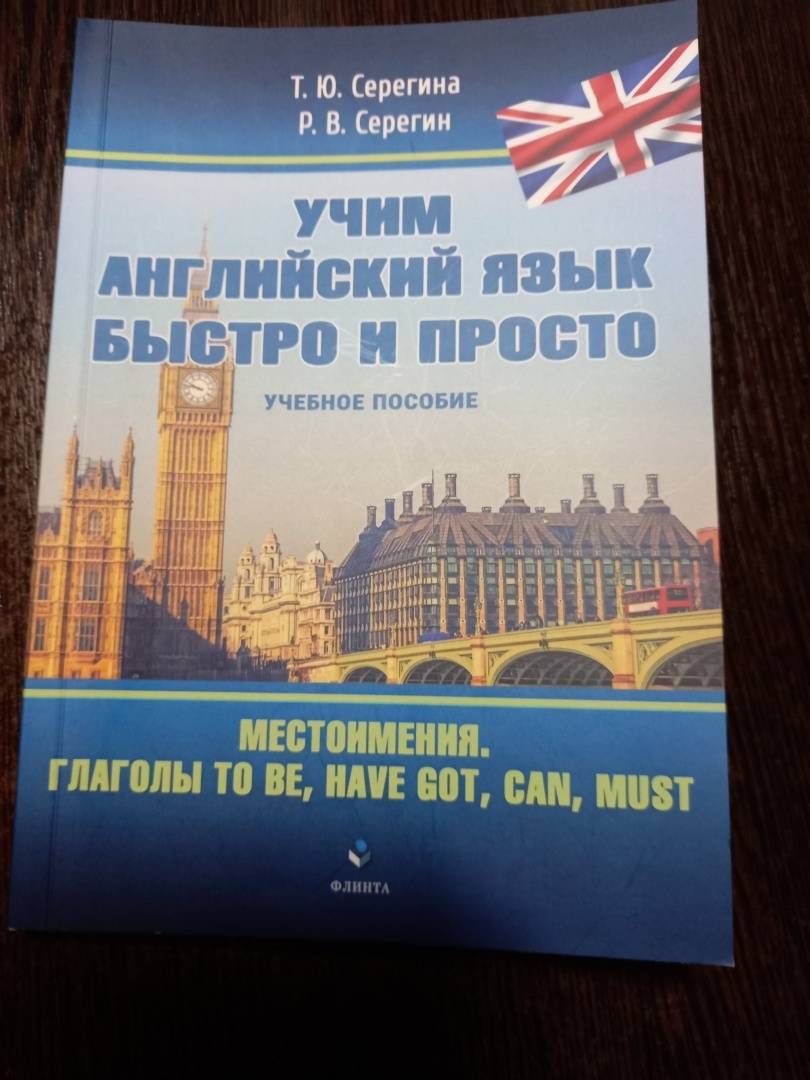 Т. Ю. Серегина
Р. В. Серегин
УЧИМ
АНГЛИЙСКИЙ ЯЗЫК
БЫСТРО И ПРОСТО
УЧЕБНОЕ ПОСОБИЕ
МЕСТОИМЕНИЯ.
ГЛАГОЛЫ TO BE, HAVE GOT, CAN, MUST
ФЛИНТА